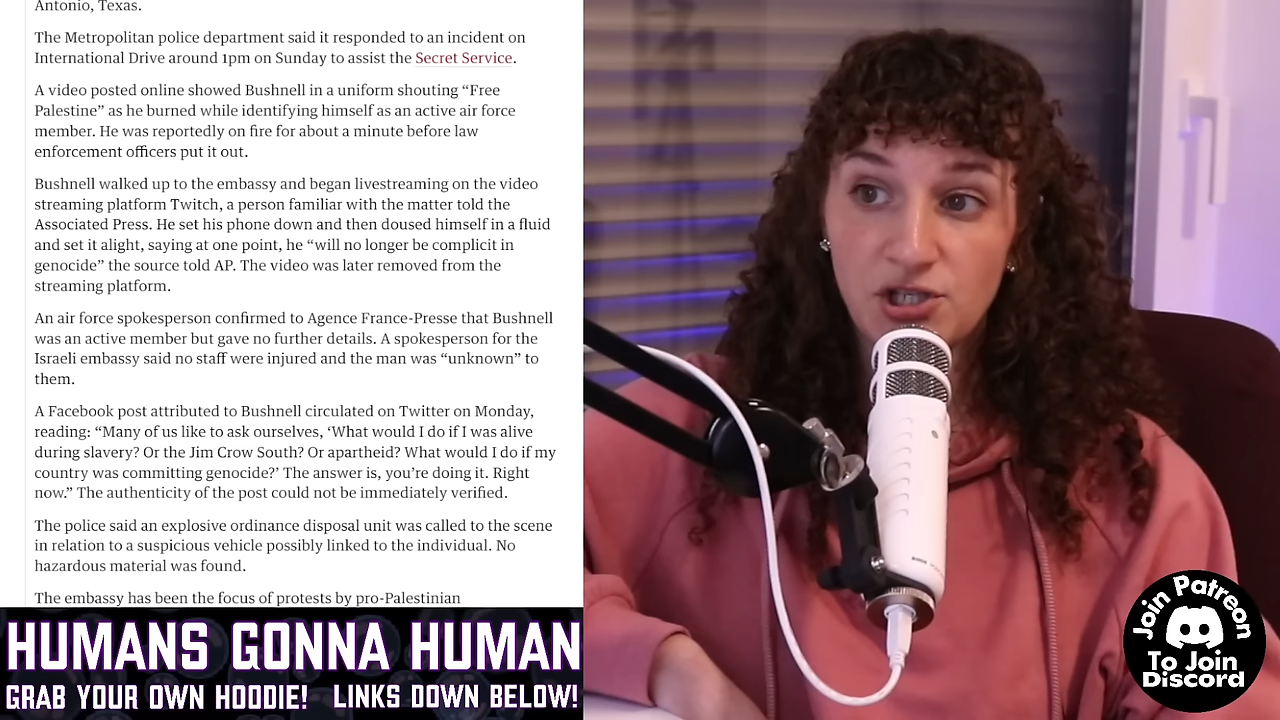 Antonio, Texas.
The Metropolitan police department said it responded to an incident on
International Drive around 1pm on Sunday to assist the Secret Service.
A video posted online showed Bushnell in a uniform shouting “Free
Palestine” as he burned while identifying himself as an active air force
member. He was reportedly on fire for about a minute before law
enforcement officers put it out.
Bushnell walked up to the embassy and began livestreaming on the video
streaming platform Twitch, a person familiar with the matter told the
Associated Press. He set his phone down and then doused himself in a fluid
and set it alight, saying at one point, he “will no longer be complicit in
genocide” the source told AP. The video was later removed from the
streaming platform.
An air force spokesperson confirmed to Agence France-Presse that Bushnell
was an active member but gave no further details. A spokesperson for the
Israeli embassy said no staff were injured and the man was “unknown” to
them.
A Facebook post attributed to Bushnell circulated on Twitter on Monday,
reading: “Many of us like to ask ourselves, ‘What would I do if I was alive
during slavery? Or the Jim Crow South? Or apartheid? What would I do if my
country was committing genocide?’ The answer is, you’re doing it. Right
now.” The authenticity of the post could not be immediately verified.
The police said an explosive ordinance disposal unit was called to the scene
in relation to a suspicious vehicle possibly linked to the individual. No
hazardous material was found.
The embassy has been the focus of protests by pro-Palestinian
HUMANS GONNA HUMAN
GRAB YOUR OWN HOODIE! LINKS DOWN BELOW!
Join Patreon
To Join
Discord